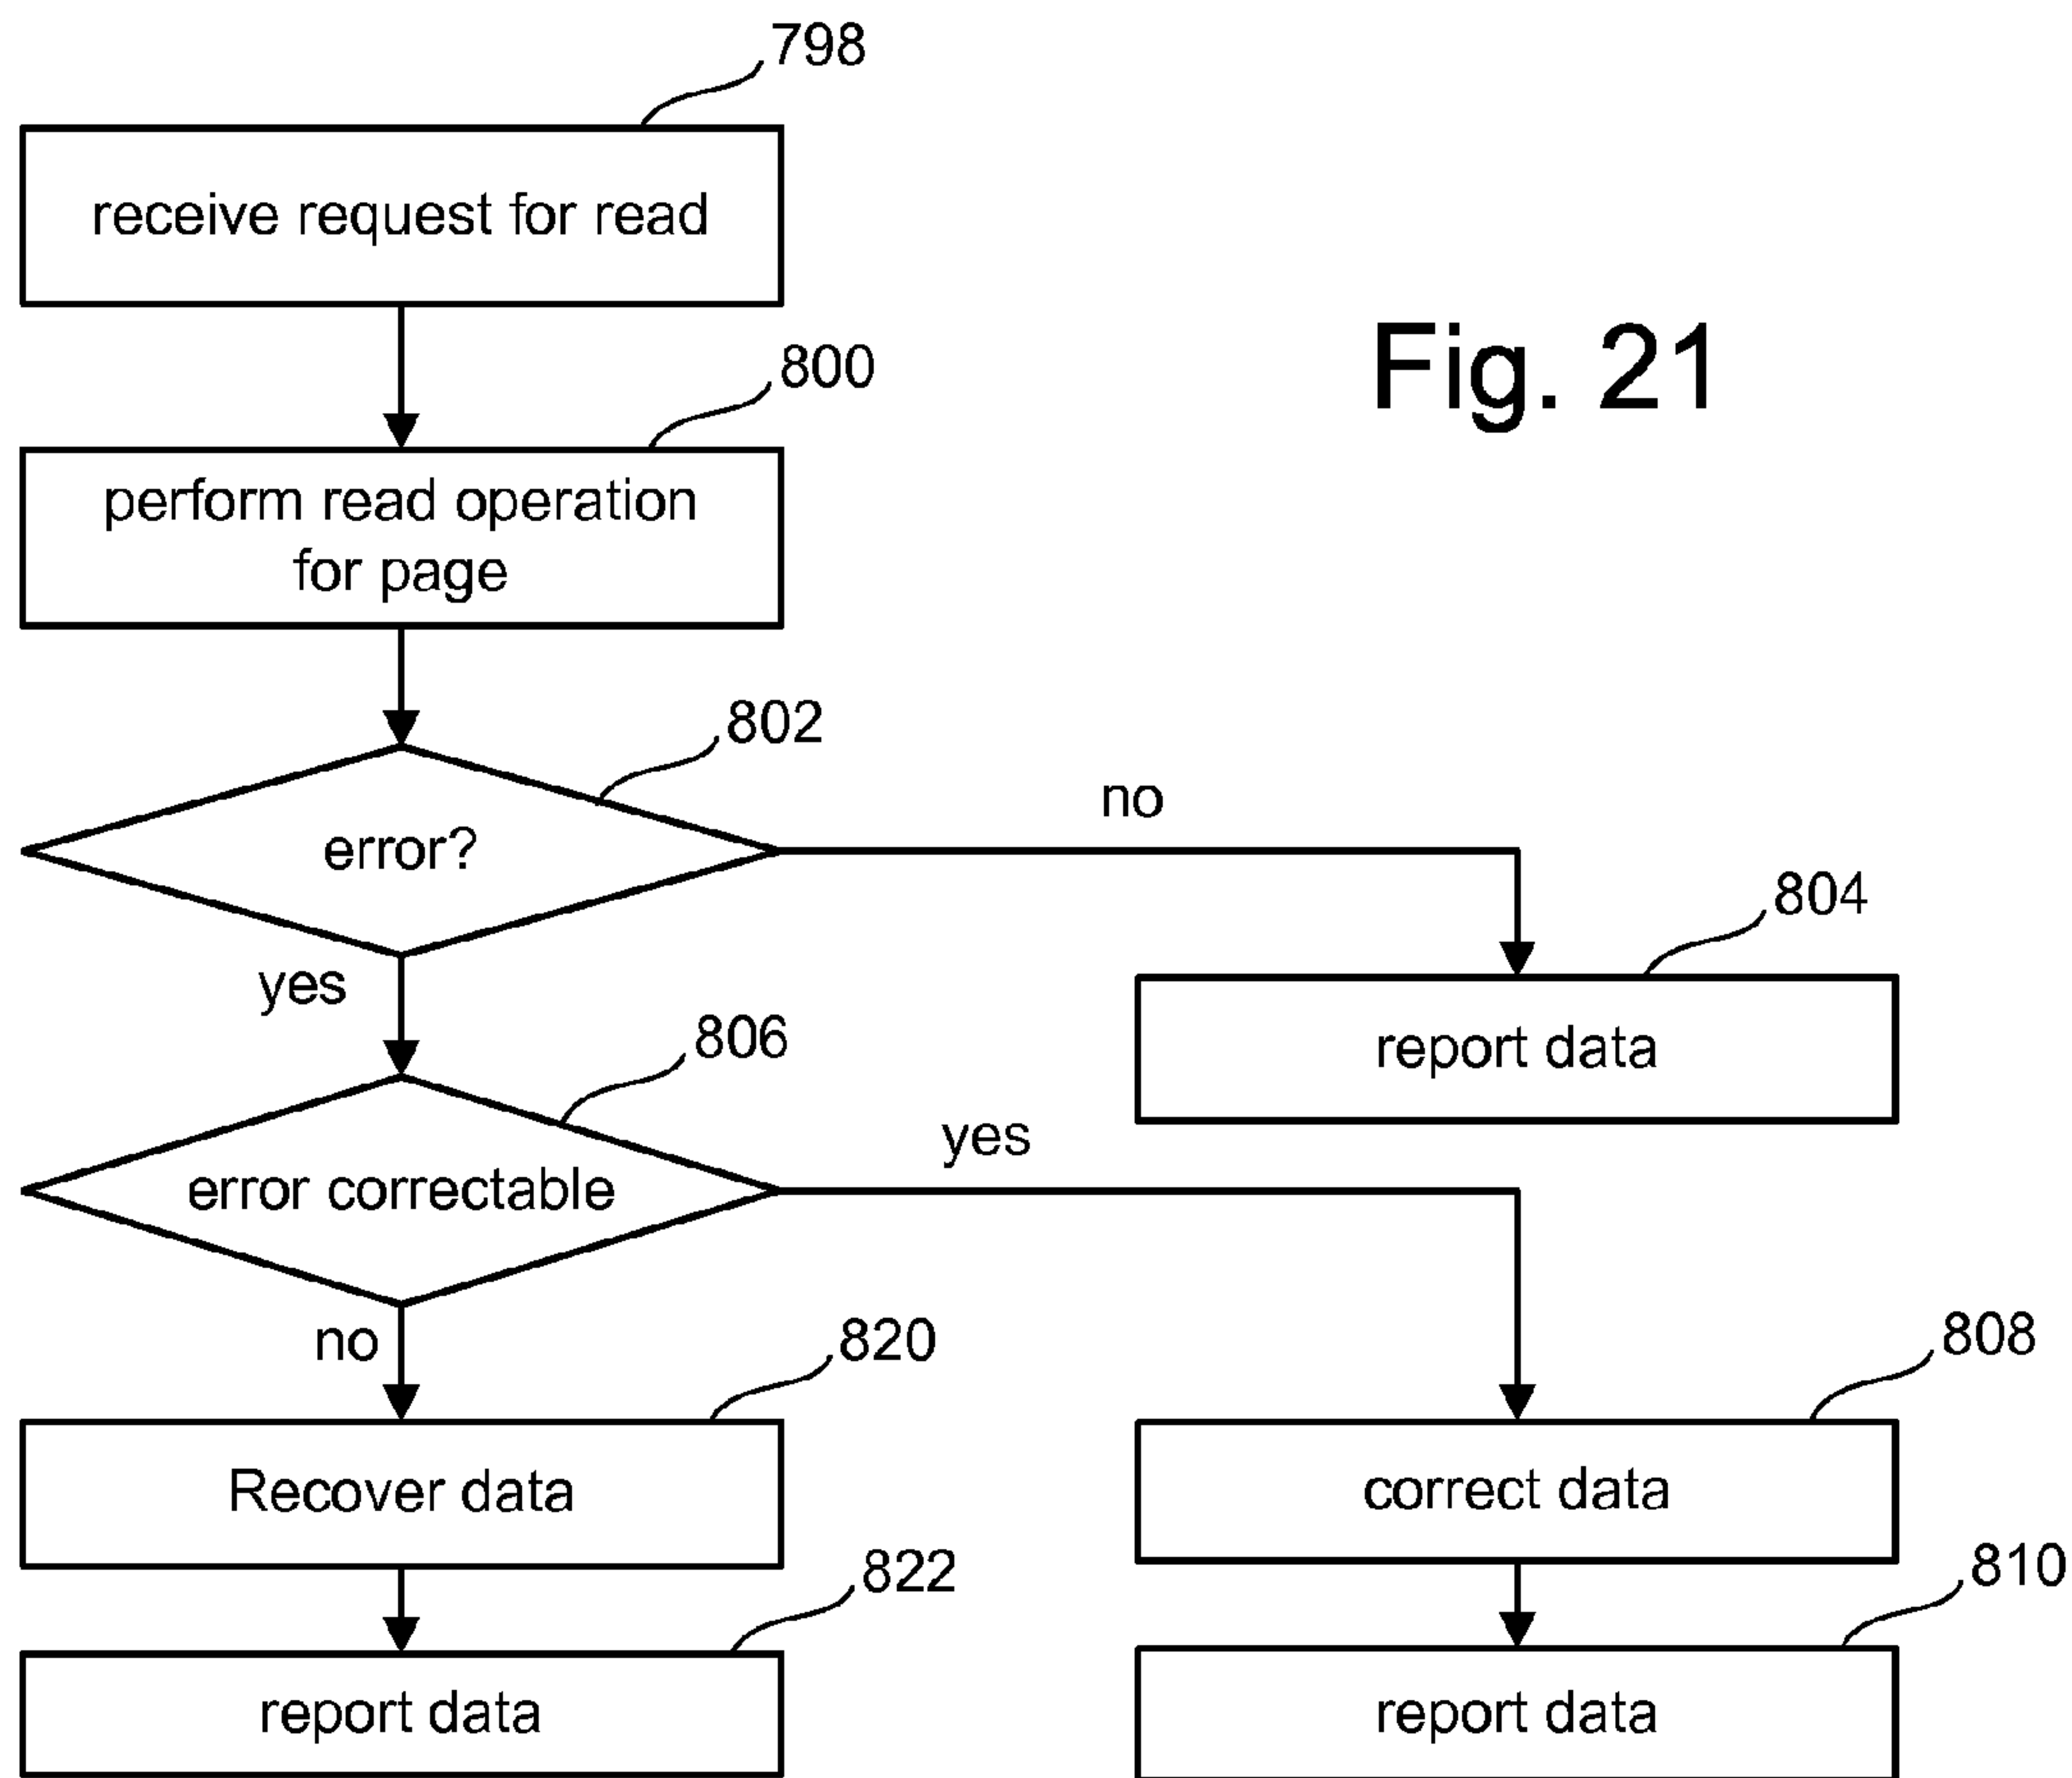 798
receive request for read
Fig. 21
800
perform read operation
for page
802
error?
no
804
report data
yes
806
error correctable
yes
no
820
Recover data
808
correct data
822
report data
810
report data